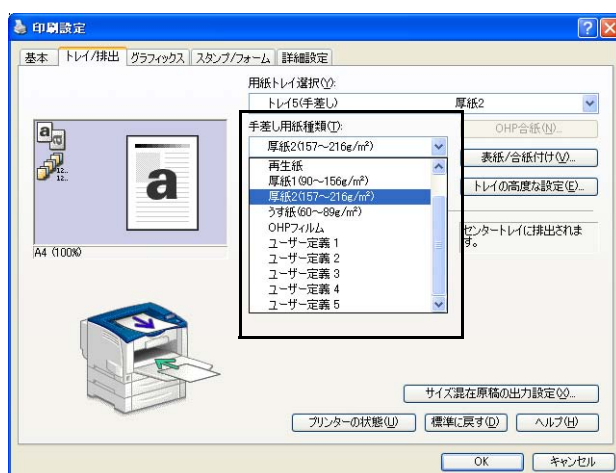 印刷設定
基本 トレイ/排出 グラフィックス スタンプ/フォーム 詳細設定
用紙トレイ選択(Y):
トレイ5(手差し) 厚紙2
手差し用紙種類(T):
厚紙2(157～216g/m²)
再生紙
厚紙1(90～156g/m²)
厚紙2(157～216g/m²)
うす紙(60～89g/m²)
OHPフィルム
ユーザー定義 1
ユーザー定義 2
ユーザー定義 3
ユーザー定義 4
ユーザー定義 5
OHP合紙(N)...
表紙/合紙付け(V)...
トレイの高度な設定(E)...
センタートレイに排出されま
す。
a
a
12..
12..
a
A4 (100%)
サイズ混在原稿の出力設定(X)...
プリンターの状態(U) 標準に戻す(D) ヘルプ(H)
OK キャンセル